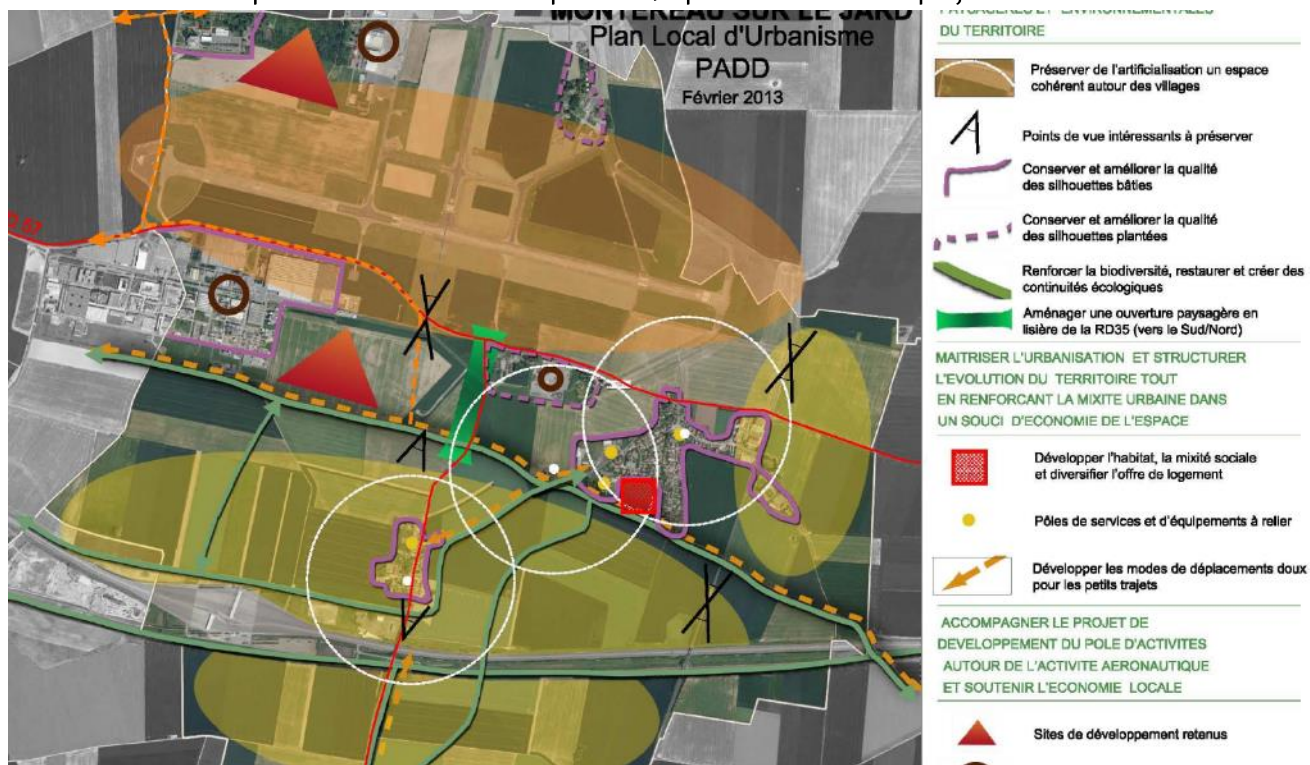 MONTEREAU SUR LE JARD
Plan Local d'Urbanisme
PADD
Février 2013
D 57
PAYSAGERES ET ENVIRONNEMENTALES
DU TERRITOIRE
Préserver de l'artificialisation un espace
cohérent autour des villages
Points de vue intéressants à préserver
Conserver et améliorer la qualité
des silhouettes bâties
Conserver et améliorer la qualité
des silhouettes plantées
Renforcer la biodiversité, restaurer et créer des
continuités écologiques
Aménager une ouverture paysagère en
lisière de la RD35 (vers le Sud/Nord)
MAITRISER L'URBANISATION ET STRUCTURER
L'EVOLUTION DU TERRITOIRE TOUT
EN RENFORCANT LA MIXITE URBAINE DANS
UN SOUCI D'ECONOMIE DE L'ESPACE
Développer l'habitat, la mixité sociale
et diversifier l'offre de logement
Pôles de services et d'équipements à relier
Développer les modes de déplacements doux
pour les petits trajets
ACCOMPAGNER LE PROJET DE
DEVELOPPEMENT DU POLE D'ACTIVITES
AUTOUR DE L'ACTIVITE AERONAUTIQUE
ET SOUTENIR L'ECONOMIE LOCALE
Sites de développement retenus